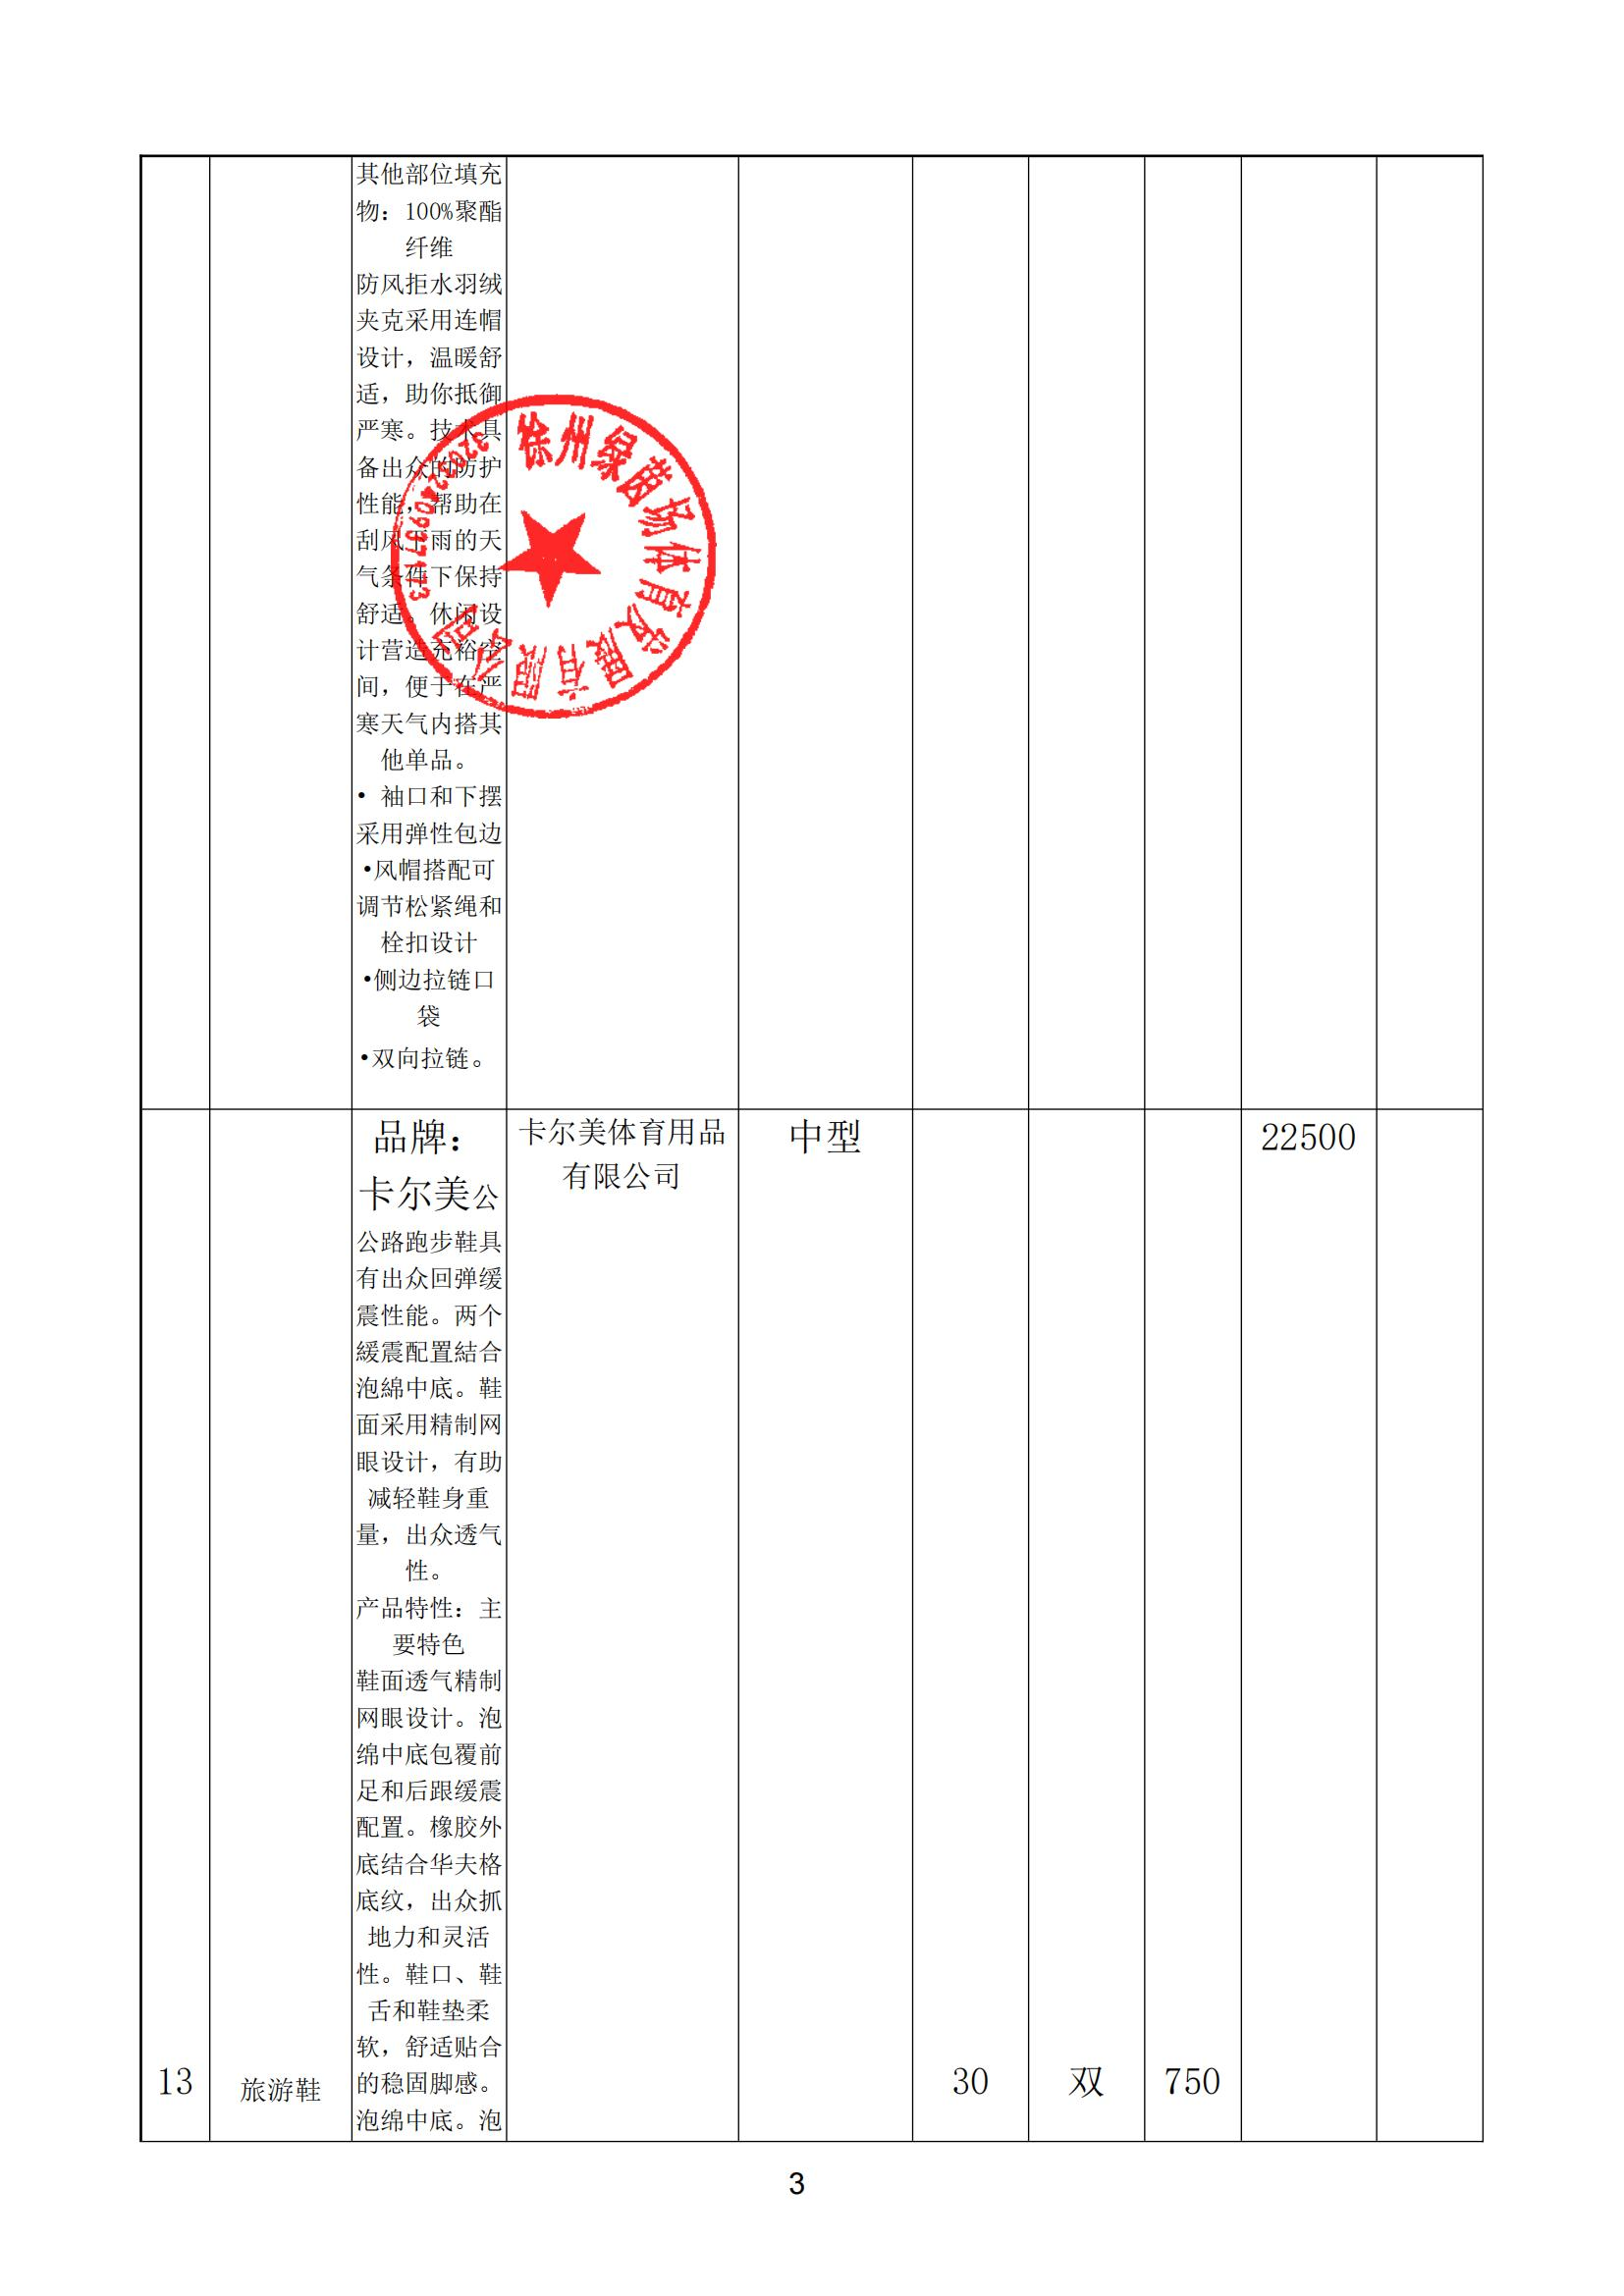 其他部位填充
物：100%聚酯
纤维
防风拒水羽绒
夹克采用连帽
设计，温暖舒
适，助你抵御
严寒。技术具
备出众的防护
性能，帮助在
刮风下雨的天
气条件下保持
舒适。休闲设
计营造充裕空
间，便于在严
寒天气内搭其
他单品。
• 袖口和下摆
采用弹性包边
•风帽搭配可
调节松紧绳和
栓扣设计
•侧边拉链口
袋
•双向拉链。
徐州绿茵场体育发展有限公司
13
旅游鞋
品牌：
卡尔美公
公路跑步鞋具
有出众回弹缓
震性能。两个
緩震配置結合
泡綿中底。鞋
面采用精制网
眼设计，有助
减轻鞋身重
量，出众透气
性。
产品特性：主
要特色
鞋面透气精制
网眼设计。泡
绵中底包覆前
足和后跟缓震
配置。橡胶外
底结合华夫格
底纹，出众抓
地力和灵活
性。鞋口、鞋
舌和鞋垫柔
软，舒适贴合
的稳固脚感。
泡绵中底。泡
卡尔美体育用品
有限公司
中型
30
双
750
22500
3